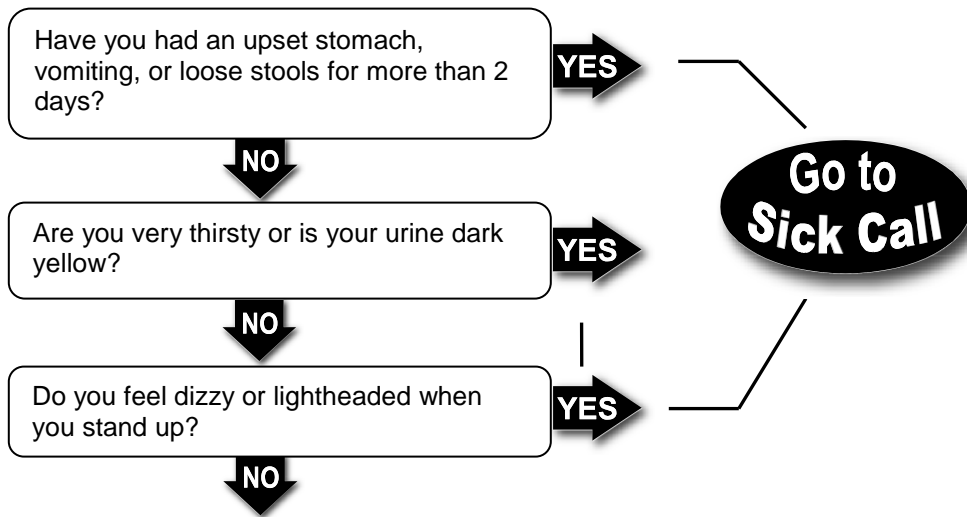 Have you had an upset stomach,
vomiting, or loose stools for more than 2
days?
YES
NO
Are you very thirsty or is your urine dark
yellow?
YES
NO
Do you feel dizzy or lightheaded when
you stand up?
YES
NO
Go to
Sick Call